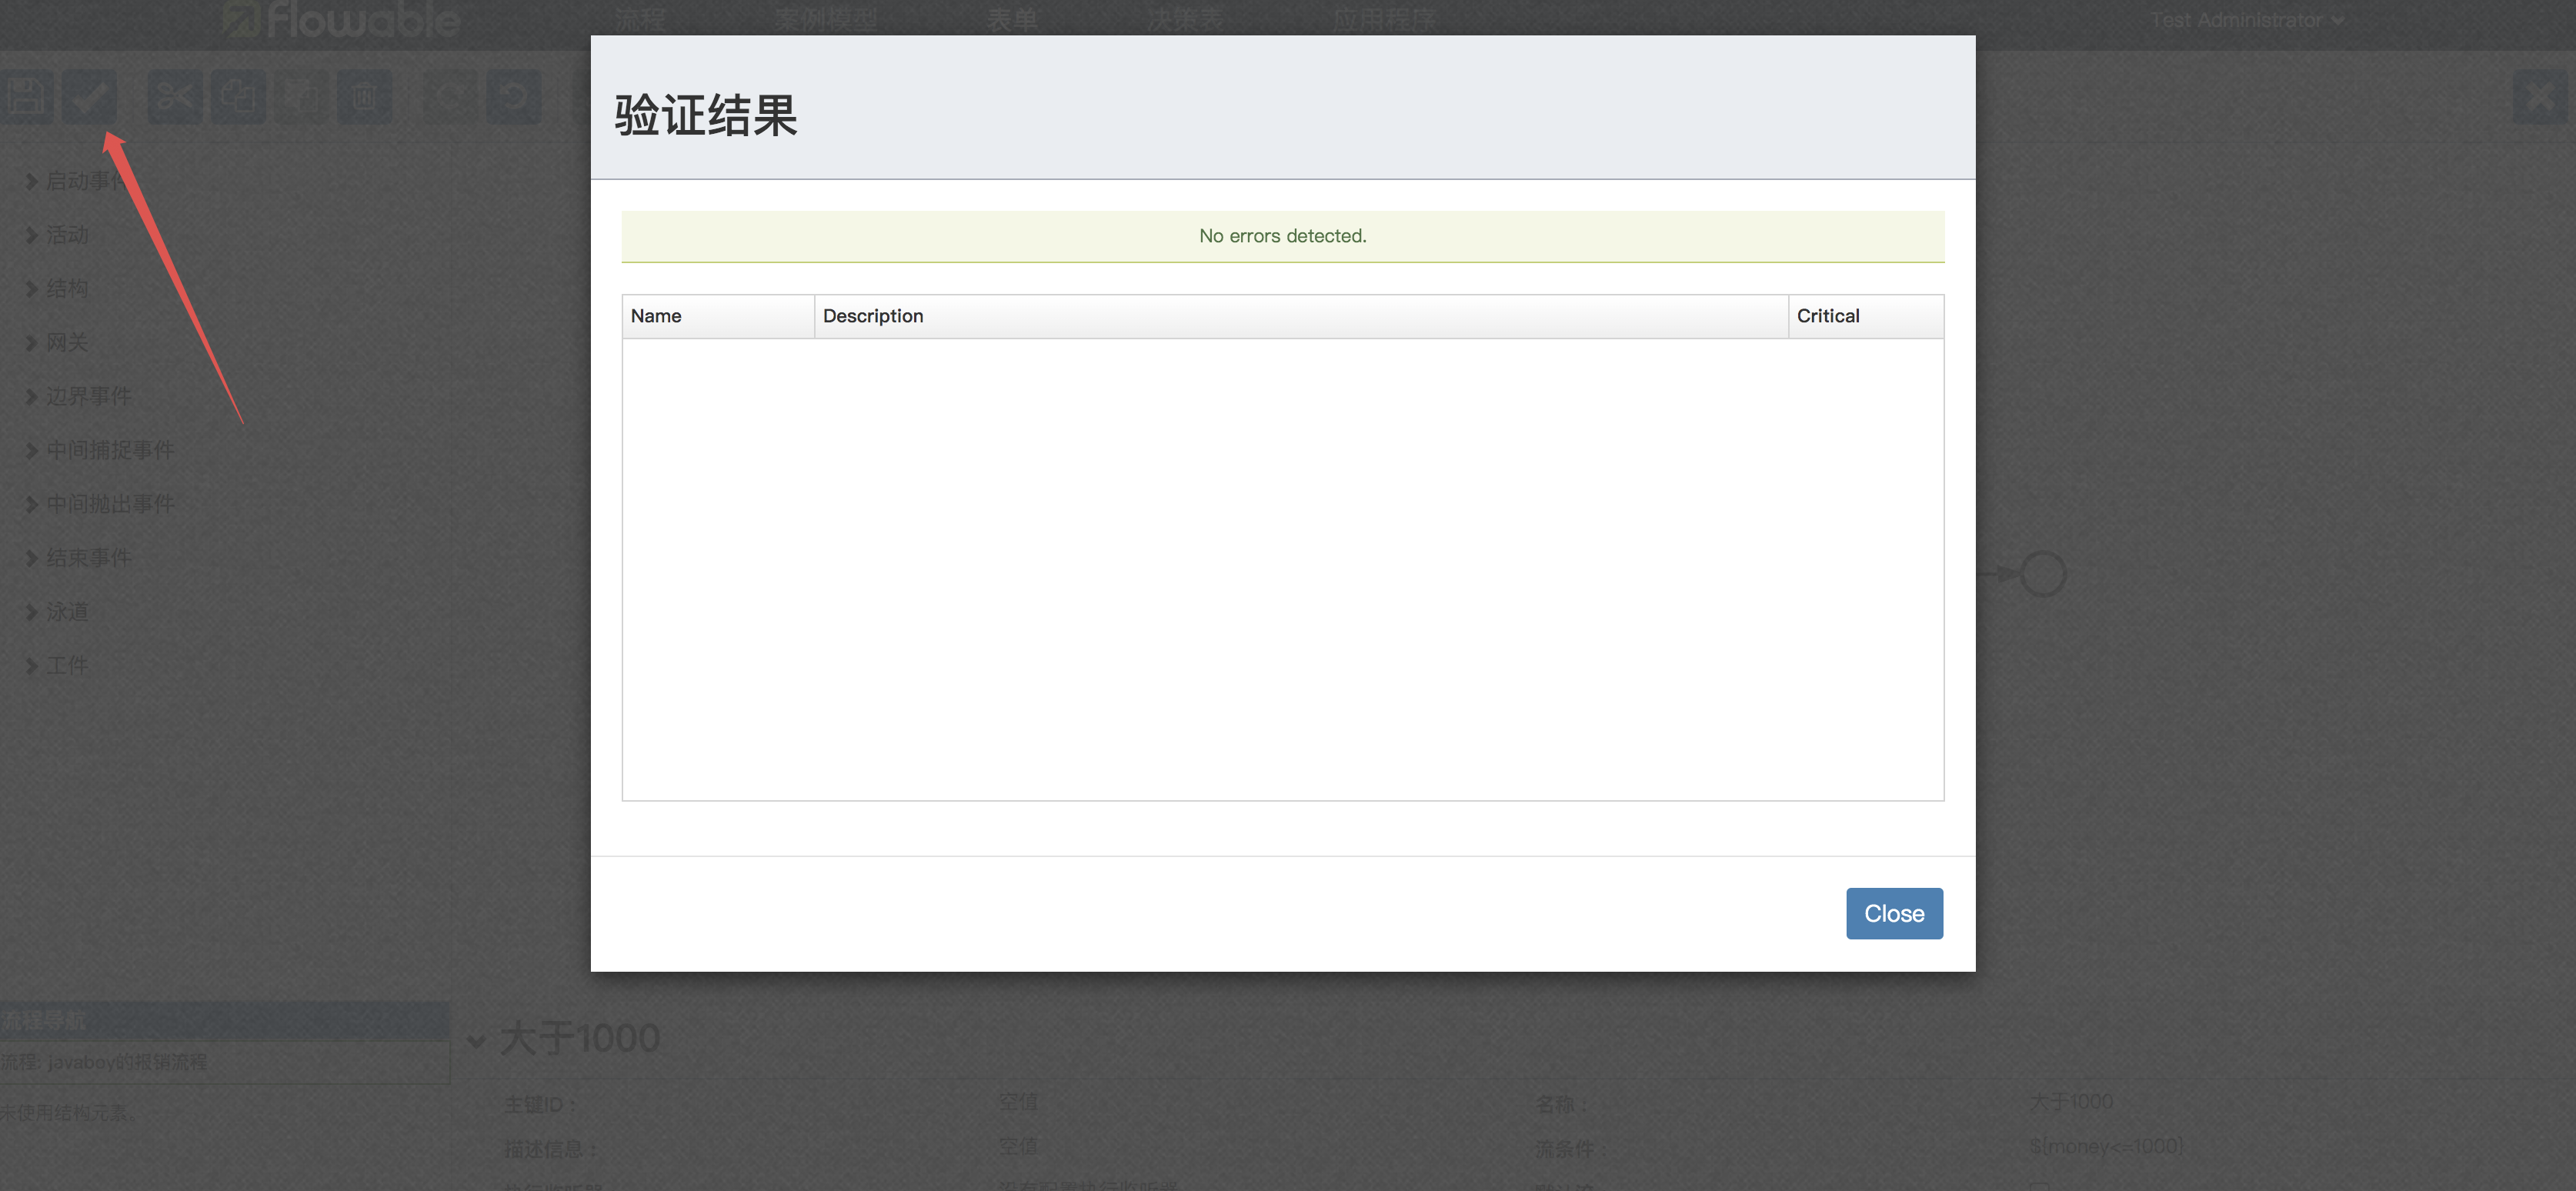 flowable
流程
案例模型
表单
决策表
应用程序
Test Administrator
验证结果
No errors detected.
Name
Description
Critical
Close
启动事件
活动
结构
网关
边界事件
中间捕捉事件
中间抛出事件
结束事件
泳道
工件
流程导航
流程: javaboy的报销流程
未使用结构元素。
大于1000
主键ID :
空值
名称 :
大于1000
描述信息 :
空值
流条件 :
${money<=1000}